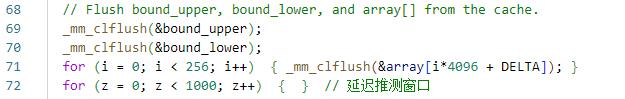 68 // Flush bound_upper, bound_lower, and array[] from the cache.
69 _mm_clflush(&bound_upper);
70 _mm_clflush(&bound_lower);
71 for (i = 0; i < 256; i++) { _mm_clflush(&array[i*4096 + DELTA]); }
72 for (z = 0; z < 1000; z++) { } // 延迟推测窗口